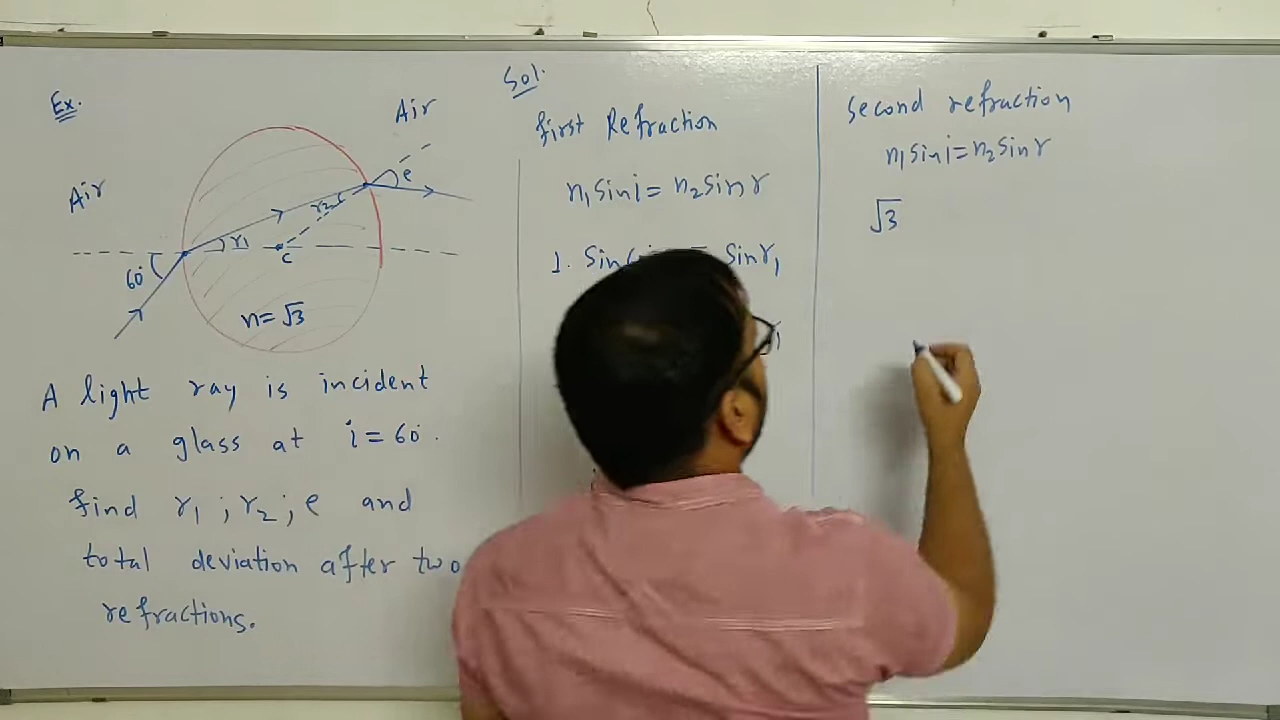 Ex.
Air
Air
r2
e
r1
c
60°
n=√3
A light ray is incident
on a glass at i=60°.
find r1 ; r2 ; e and
total deviation after two
refractions.
Sol.
first Refraction
n1 sin i = n2 sin r
1. Sin sin r1
Second refraction
n1 sin i = n2 sin r
√3